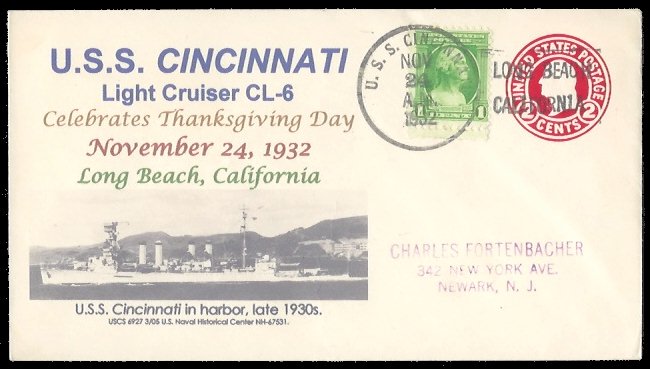 U.S.S. CINCINNATI
Light Cruiser CL-6
Celebrates Thanksgiving Day
November 24, 1932
Long Beach, California
U.S.S. Cincinnati in harbor, late 1930s.
USCS 6927 3/05 U.S. Naval Historical Center NH-67531.
U. S. S.
NOV
24
A.M.
1932
1
LONG BEACH
CALIFORNIA
UNITED STATES POSTAGE
2 CENTS 2
CHARLES FORTENBACHER
342 NEW YORK AVE.
NEWARK, N. J.